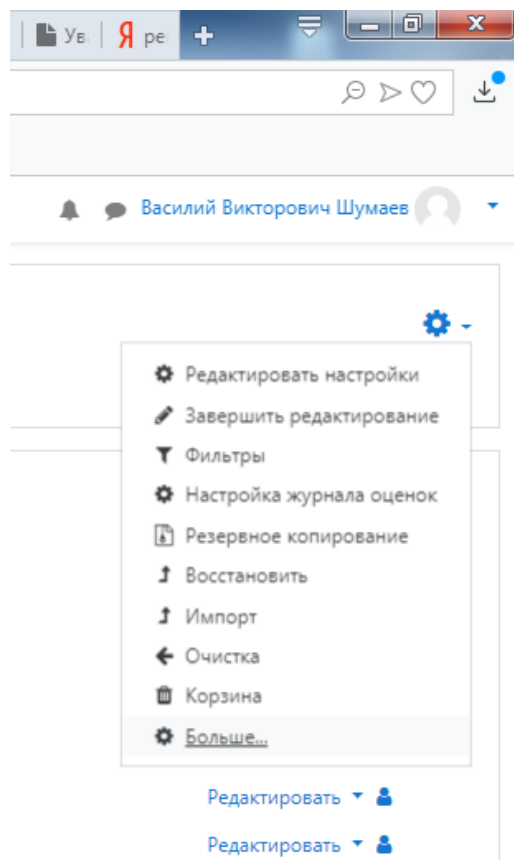 Ув. Я ре
Василий Викторович Шумаев
Редактировать настройки
Завершить редактирование
Фильтры
Настройка журнала оценок
Резервное копирование
Восстановить
Импорт
Очистка
Корзина
Больше...
Редактировать
Редактировать